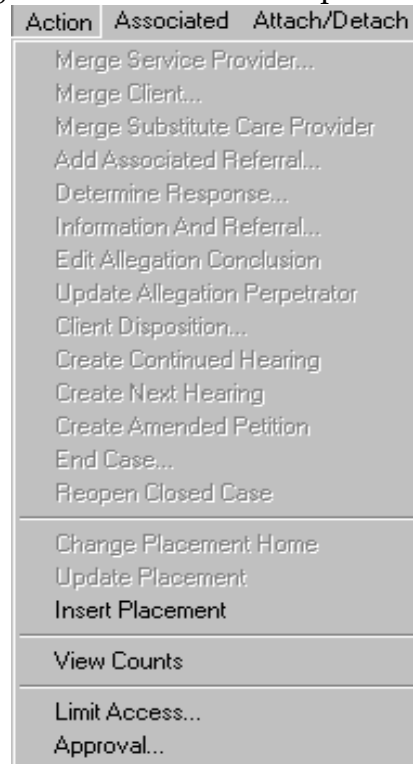 Action Associated Attach/Detach
Merge Service Provider...
Merge Client...
Merge Substitute Care Provider
Add Associated Referral...
Determine Response...
Information And Referral...
Edit Allegation Conclusion
Update Allegation Perpetrator
Client Disposition...
Create Continued Hearing
Create Next Hearing
Create Amended Petition
End Case...
Reopen Closed Case
Change Placement Home
Update Placement
Insert Placement
View Counts
Limit Access...
Approval...